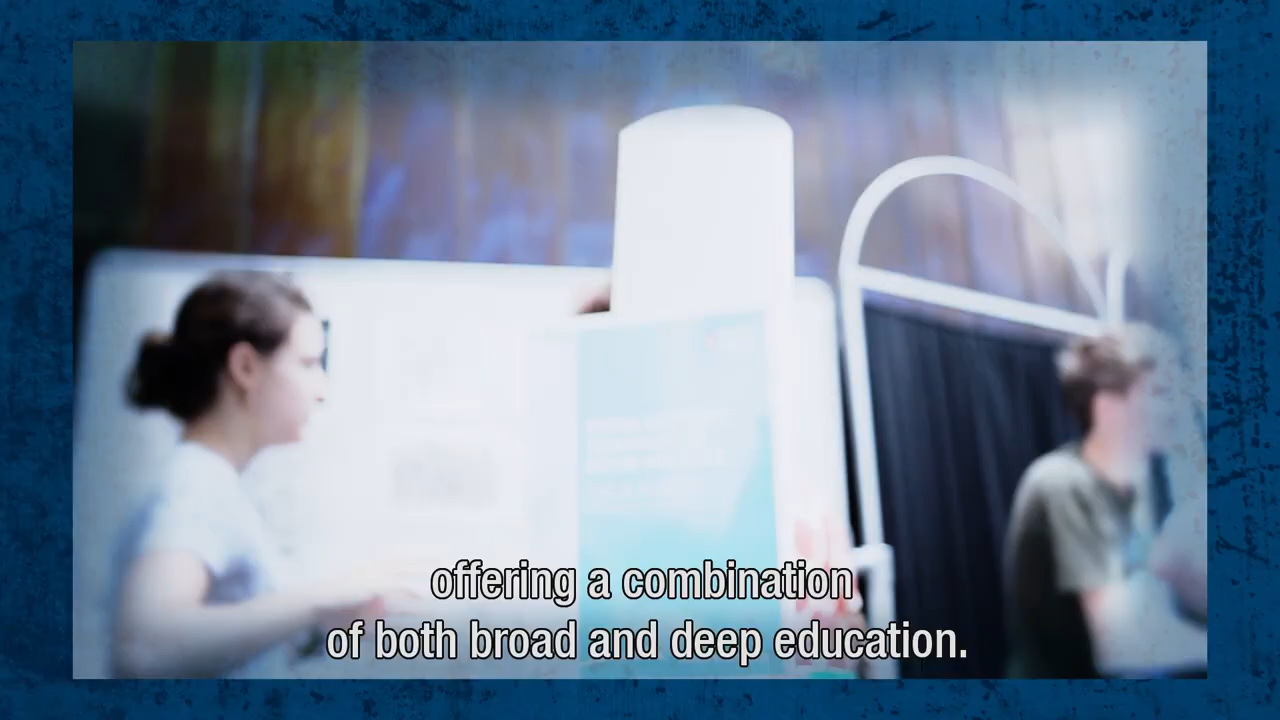 offering a combination
of both broad and deep education.